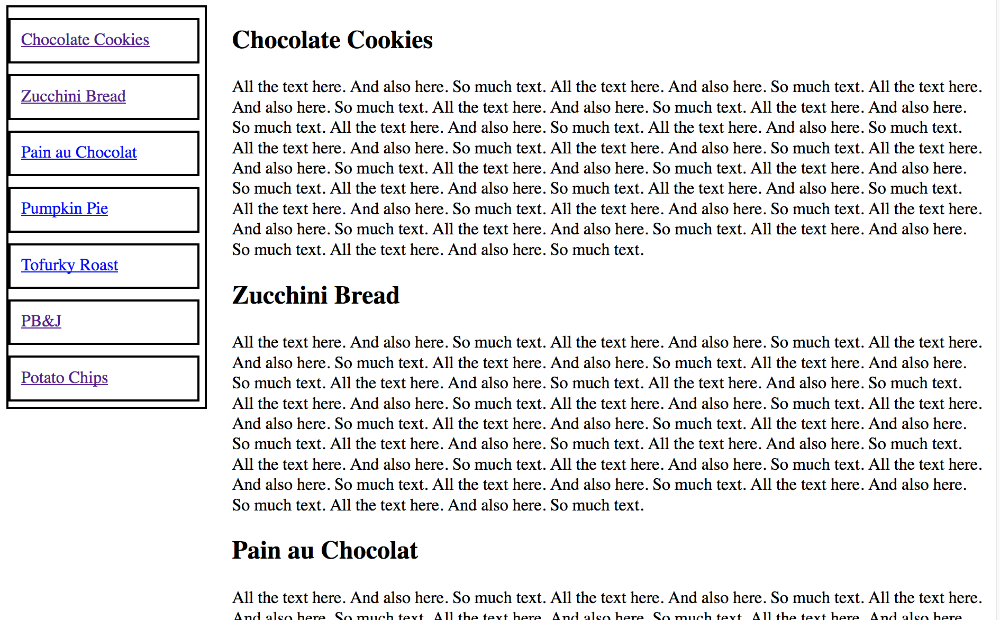 Chocolate Cookies
Zucchini Bread
Pain au Chocolat
Pumpkin Pie
Tofurky Roast
PB&J
Potato Chips
Chocolate Cookies
All the text here. And also here. So much text. All the text here. And also here. So much text. All the text here.
And also here. So much text. All the text here. And also here. So much text. All the text here. And also here.
So much text. All the text here. And also here. So much text. All the text here. And also here. So much text.
All the text here. And also here. So much text. All the text here. And also here. So much text. All the text here.
And also here. So much text. All the text here. And also here. So much text. All the text here. And also here.
So much text. All the text here. And also here. So much text. All the text here. And also here. So much text.
All the text here. And also here. So much text. All the text here. And also here. So much text. All the text here.
And also here. So much text. All the text here. And also here. So much text. All the text here. And also here.
So much text. All the text here. And also here. So much text.
Zucchini Bread
All the text here. And also here. So much text. All the text here. And also here. So much text. All the text here.
And also here. So much text. All the text here. And also here. So much text. All the text here. And also here.
So much text. All the text here. And also here. So much text. All the text here. And also here. So much text.
All the text here. And also here. So much text. All the text here. And also here. So much text. All the text here.
And also here. So much text. All the text here. And also here. So much text. All the text here. And also here.
So much text. All the text here. And also here. So much text. All the text here. And also here. So much text.
All the text here. And also here. So much text. All the text here. And also here. So much text. All the text here.
And also here. So much text. All the text here. And also here. So much text. All the text here. And also here.
So much text. All the text here. And also here. So much text.
Pain au Chocolat
All the text here. And also here. So much text. All the text here. And also here. So much text. All the text here.
And also here. So much text. All the text here. And also here. So much text. All the text here. And also here.